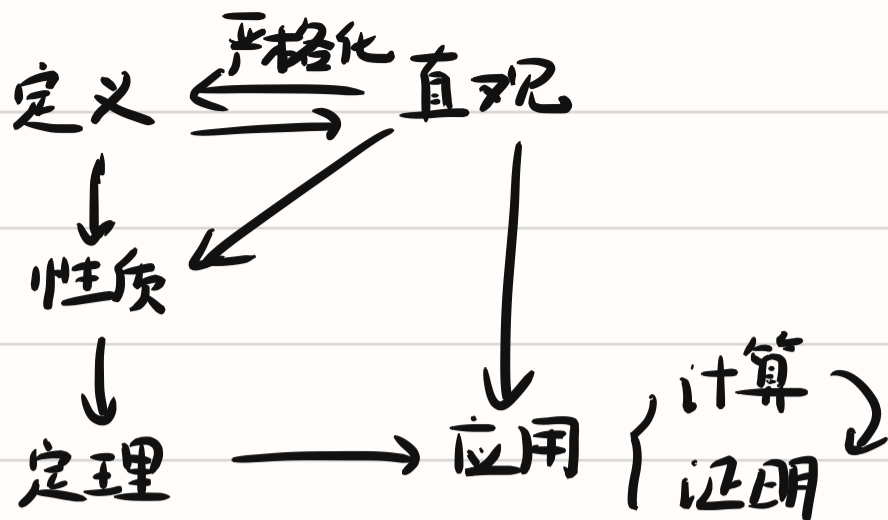 严格化
定义 直观
性质
定理 应用 计算
证明